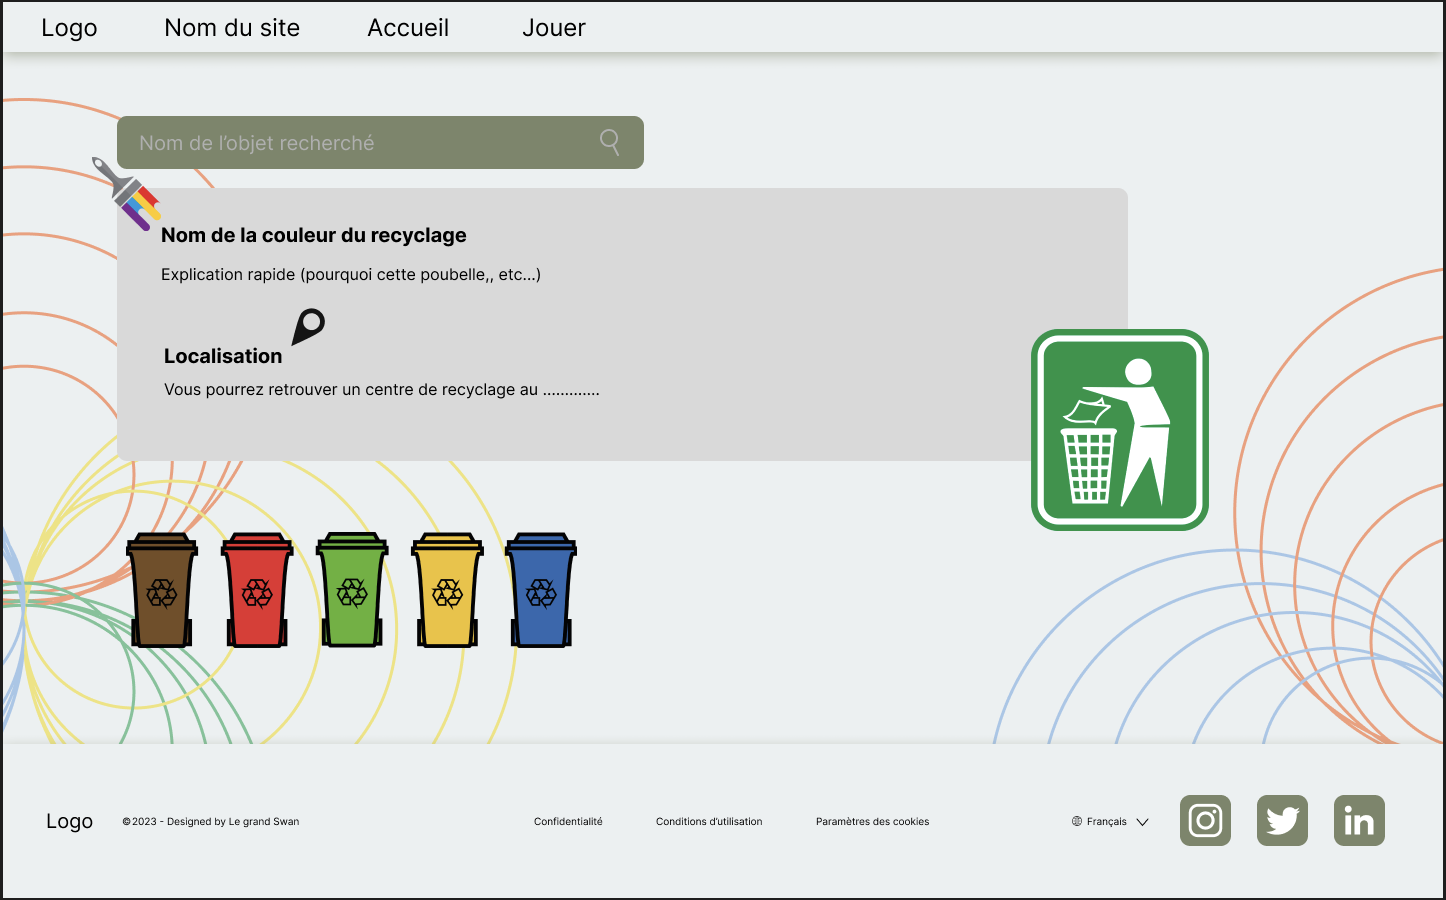 Logo Nom du site Accueil Jouer
Nom de l’objet recherché
Nom de la couleur du recyclage
Explication rapide (pourquoi cette poubelle,, etc...)
Localisation
Vous pourrez retrouver un centre de recyclage au .............
Logo ©2023 - Designed by Le grand Swan Confidentialité Conditions d’utilisation Paramètres des cookies Français
in